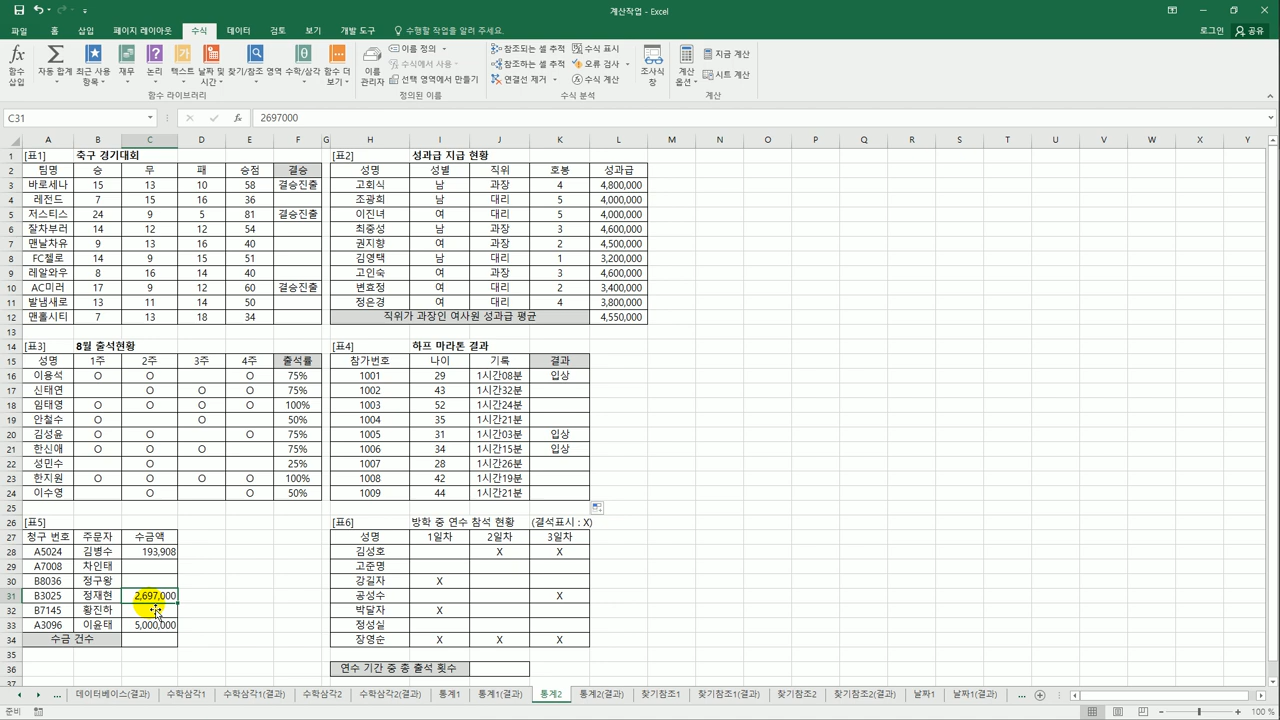 계산작업 - Excel
파일 홈 삽입 페이지 레이아웃 수식 데이터 검토 보기 개발 도구 수행할 작업을 알려 주세요. 로그인 공유
함수 삽입 자동 합계 최근 사용 항목 재무 논리 텍스트 날짜 및 시간 찾기/참조 영역 수학/삼각 함수 더 보기 이름 관리자 이름 정의 수식에서 사용 선택 영역에서 만들기 참조되는 셀 추적 참조하는 셀 추적 연결선 제거 수식 표시 오류 검사 수식 계산 조사식 창 계산 옵션 지금 계산 시트 계산
함수 라이브러리 정의된 이름 수식 분석 계산
C31 fx 2697000
A B C D E F G H I J K L M N O P Q R S T U V W X Y
1 [표1] 축구 경기대회 [표2] 성과급 지급 현황
2 팀명 승 무 패 승점 결승 성명 성별 직위 호봉 성과급
3 바로세나 15 13 10 58 결승진출 고회식 남 과장 4 4,800,000
4 레전드 7 15 16 36 조광희 남 대리 5 4,000,000
5 저스티스 24 9 5 81 결승진출 이진녀 여 대리 5 4,000,000
6 잘차부러 14 12 12 54 최중성 남 과장 3 4,600,000
7 맨날차유 9 13 16 40 권지향 여 과장 2 4,500,000
8 FC첼로 14 9 15 51 김영택 남 대리 1 3,200,000
9 레알와우 8 16 14 40 고인숙 여 과장 3 4,600,000
10 AC미러 17 9 12 60 결승진출 변효정 여 대리 2 3,400,000
11 발냄새로 13 11 14 50 정은경 여 대리 4 3,800,000
12 맨홀시티 7 13 18 34 직위가 과장인 여사원 성과급 평균 4,550,000
13
14 [표3] 8월 출석현황 [표4] 하프 마라톤 결과
15 성명 1주 2주 3주 4주 출석률 참가번호 나이 기록 결과
16 이용석 O O O 75% 1001 29 1시간08분 입상
17 신태연 O O O 75% 1002 43 1시간32분
18 임태영 O O O O 100% 1003 52 1시간24분
19 안철수 O O 50% 1004 35 1시간21분
20 김성윤 O O O 75% 1005 31 1시간03분 입상
21 한신애 O O O 75% 1006 34 1시간15분 입상
22 성민수 O 25% 1007 28 1시간26분
23 한지원 O O O O 100% 1008 42 1시간19분
24 이수영 O O 50% 1009 44 1시간21분
25
26 [표5] [표6] 방학 중 연수 참석 현황 (결석표시 : X)
27 청구 번호 주문자 수금액 성명 1일차 2일차 3일차
28 A5024 김병수 193,908 김성호 X X
29 A7008 차인태 고준명
30 B8036 정구왕 강길자 X
31 B3025 정재현 2,697,000 공성수 X
32 B7145 황진하 박달자 X
33 A3096 이윤태 5,000,000 정성실
34 수금 건수 장영순 X X X
35
36 연수 기간 중 총 출석 횟수
37
... 데이터베이스(결과) 수학삼각1 수학삼각1(결과) 수학삼각2 수학삼각2(결과) 통계1 통계1(결과) 통계2 통계2(결과) 찾기참조1 찾기참조1(결과) 찾기참조2 찾기참조2(결과) 날짜1 날짜1(결과) ...
준비 100 %